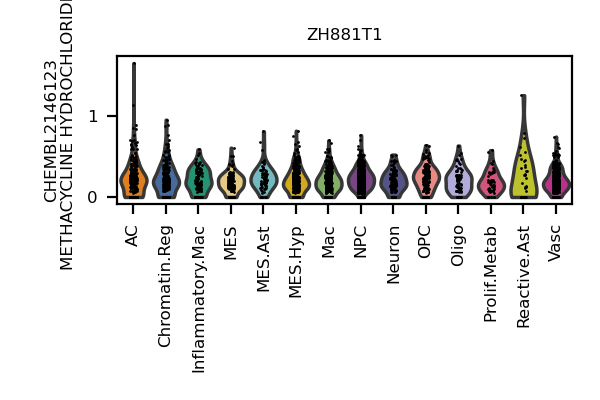 ZH881T1
CHEMBL2146123
METHACYCLINE HYDROCHLORID
1
0
AC
Chromatin.Reg
Inflammatory.Mac
MES
MES.Ast
MES.Hyp
Mac
NPC
Neuron
OPC
Oligo
Prolif.Metab
Reactive.Ast
Vasc